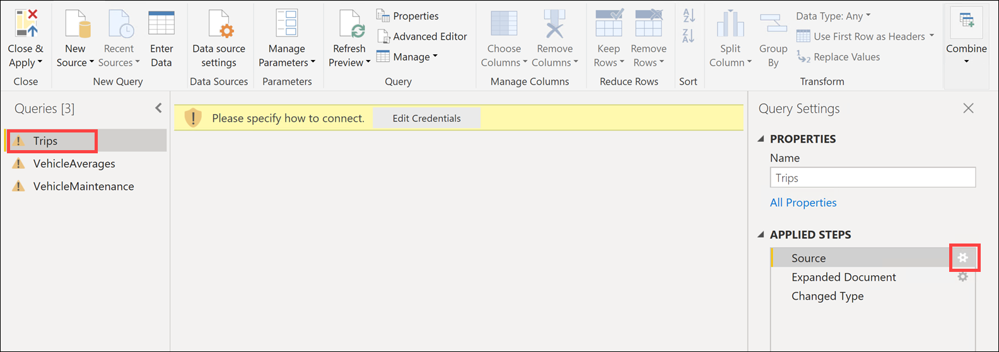 Close &
Apply
Close
New
Source
Recent
Sources
Enter
Data
New Query
Data source
settings
Data Sources
Manage
Parameters
Parameters
Refresh
Preview
Properties
Advanced Editor
Manage
Query
Choose
Columns
Remove
Columns
Manage Columns
Keep
Rows
Remove
Rows
Reduce Rows
A
Z
Z
A
Sort
Split
Column
Group
By
Data Type: Any
Use First Row as Headers
1
2
Replace Values
Transform
Combine
Queries [3]
Trips
VehicleAverages
VehicleMaintenance
Please specify how to connect.
Edit Credentials
Query Settings
PROPERTIES
Name
Trips
All Properties
APPLIED STEPS
Source
Expanded Document
Changed Type